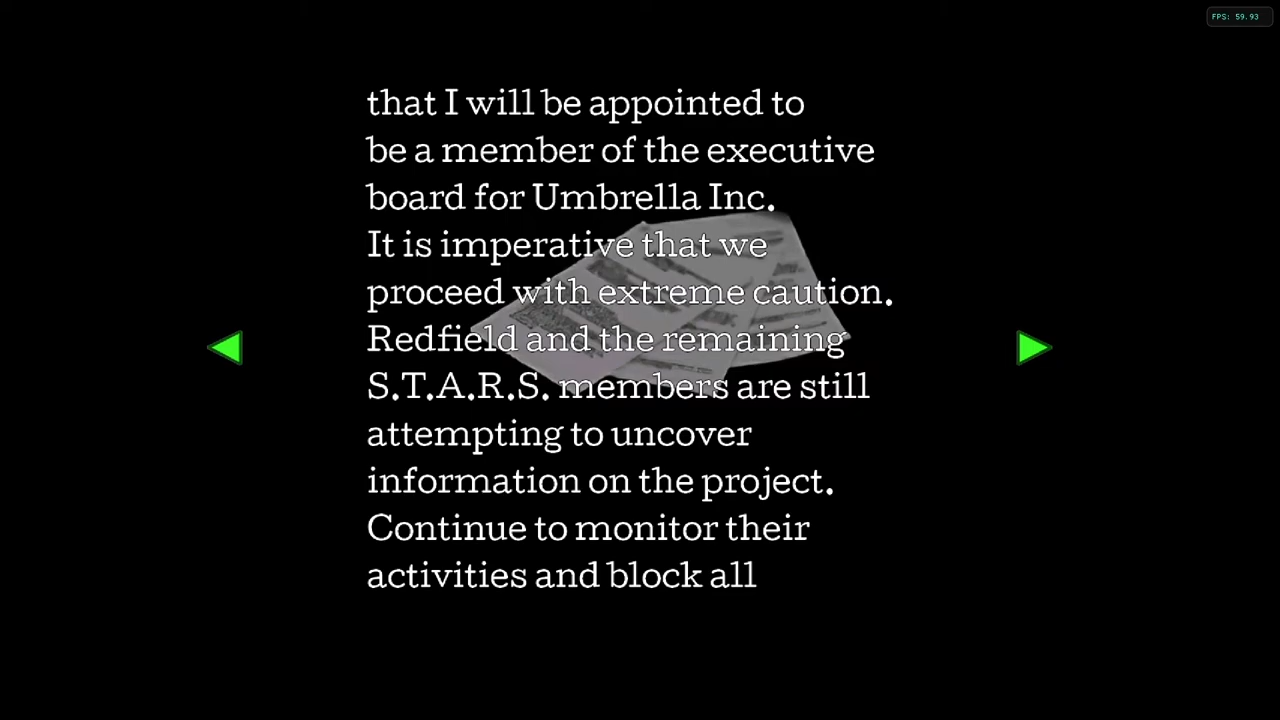 FPS: 59.93
that I will be appointed to
be a member of the executive
board for Umbrella Inc.
It is imperative that we
proceed with extreme caution.
Redfield and the remaining
S.T.A.R.S. members are still
attempting to uncover
information on the project.
Continue to monitor their
activities and block all